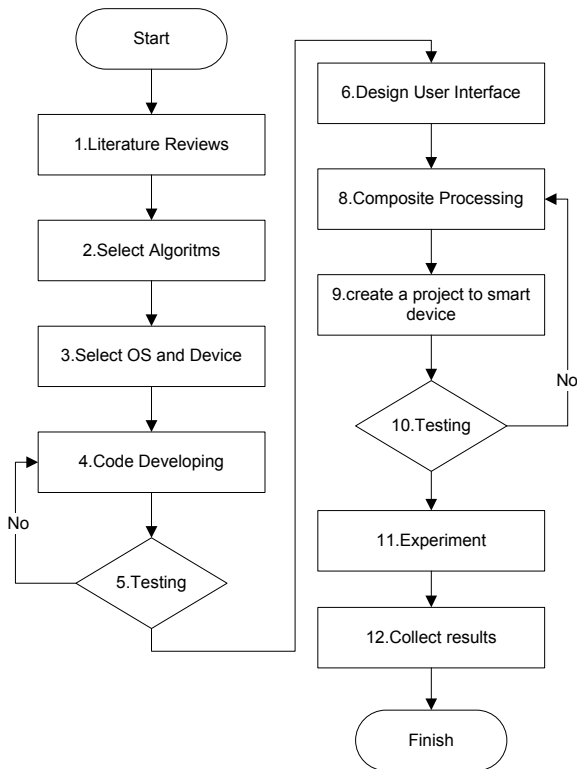 Start
1.Literature Reviews
2.Select Algoritms
3.Select OS and Device
4.Code Developing
No
5.Testing
6.Design User Interface
8.Composite Processing
9.create a project to smart
device
No
10.Testing
11.Experiment
12.Collect results
Finish